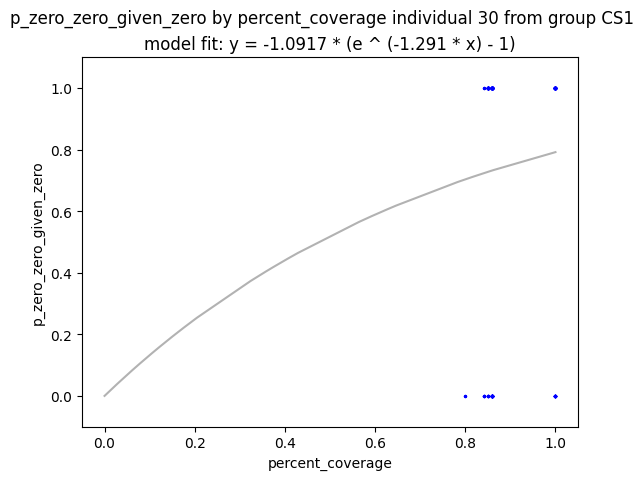 p_zero_zero_given_zero by percent_coverage individual 30 from group CS1
model fit: y = -1.0917 * (e ^ (-1.291 * x) - 1)
1.0
0.8
0.6
0.4
0.2
0.0
p_zero_zero_given_zero
0.0 0.2 0.4 0.6 0.8 1.0
percent_coverage